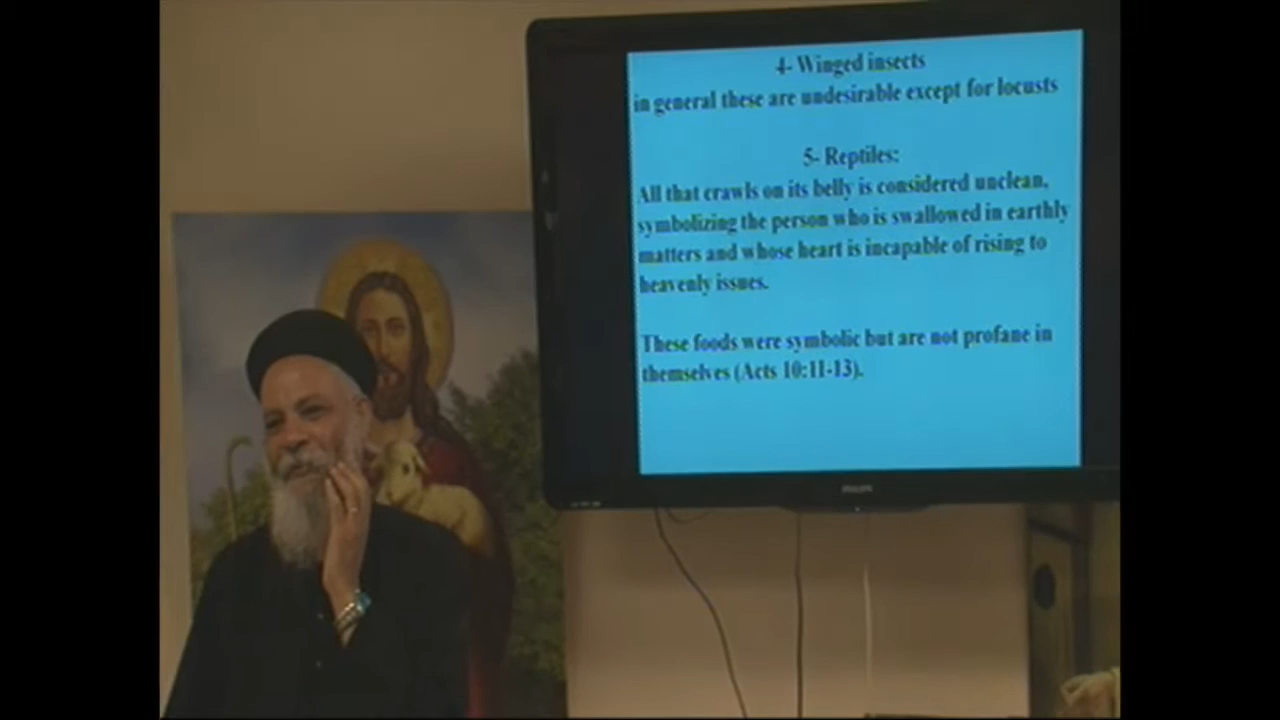 4- Winged insects
in general these are undesirable except for locusts
5- Reptiles:
All that crawls on its belly is considered unclean,
symbolizing the person who is swallowed in earthly
matters and whose heart is incapable of rising to
heavenly issues.
These foods were symbolic but are not profane in
themselves (Acts 10:11-13).
PHILIPS